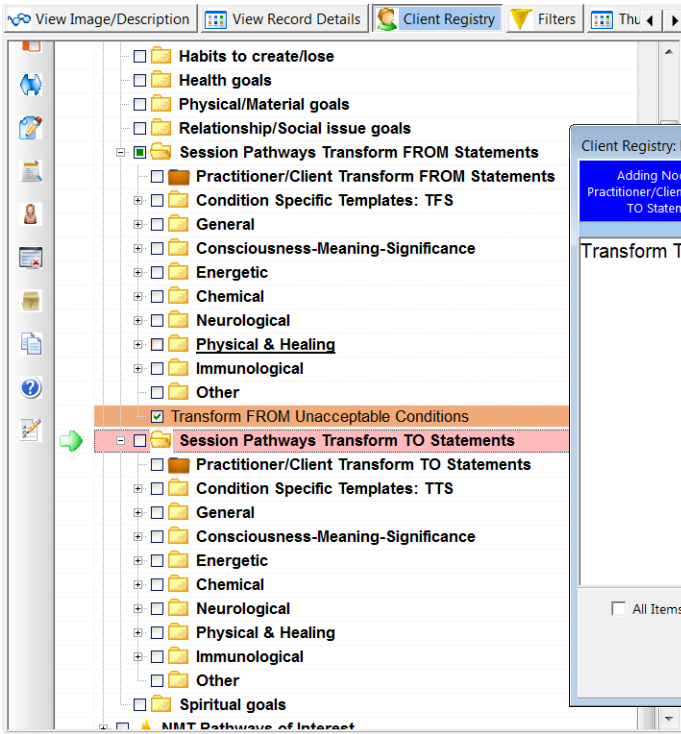 View Image/Description
View Record Details
Client Registry
Filters
Thu
Habits to create/lose
Health goals
Physical/Material goals
Relationship/Social issue goals
Session Pathways Transform FROM Statements
Practitioner/Client Transform FROM Statements
Condition Specific Templates: TFS
General
Consciousness-Meaning-Significance
Energetic
Chemical
Neurological
Physical & Healing
Immunological
Other
Transform FROM Unacceptable Conditions
Session Pathways Transform TO Statements
Practitioner/Client Transform TO Statements
Condition Specific Templates: TTS
General
Consciousness-Meaning-Significance
Energetic
Chemical
Neurological
Physical & Healing
Immunological
Other
Spiritual goals
NMT Pathways of Interest
Client Registry:
Adding No
Practitioner/Clien
TO Statem
Transform T
All Items